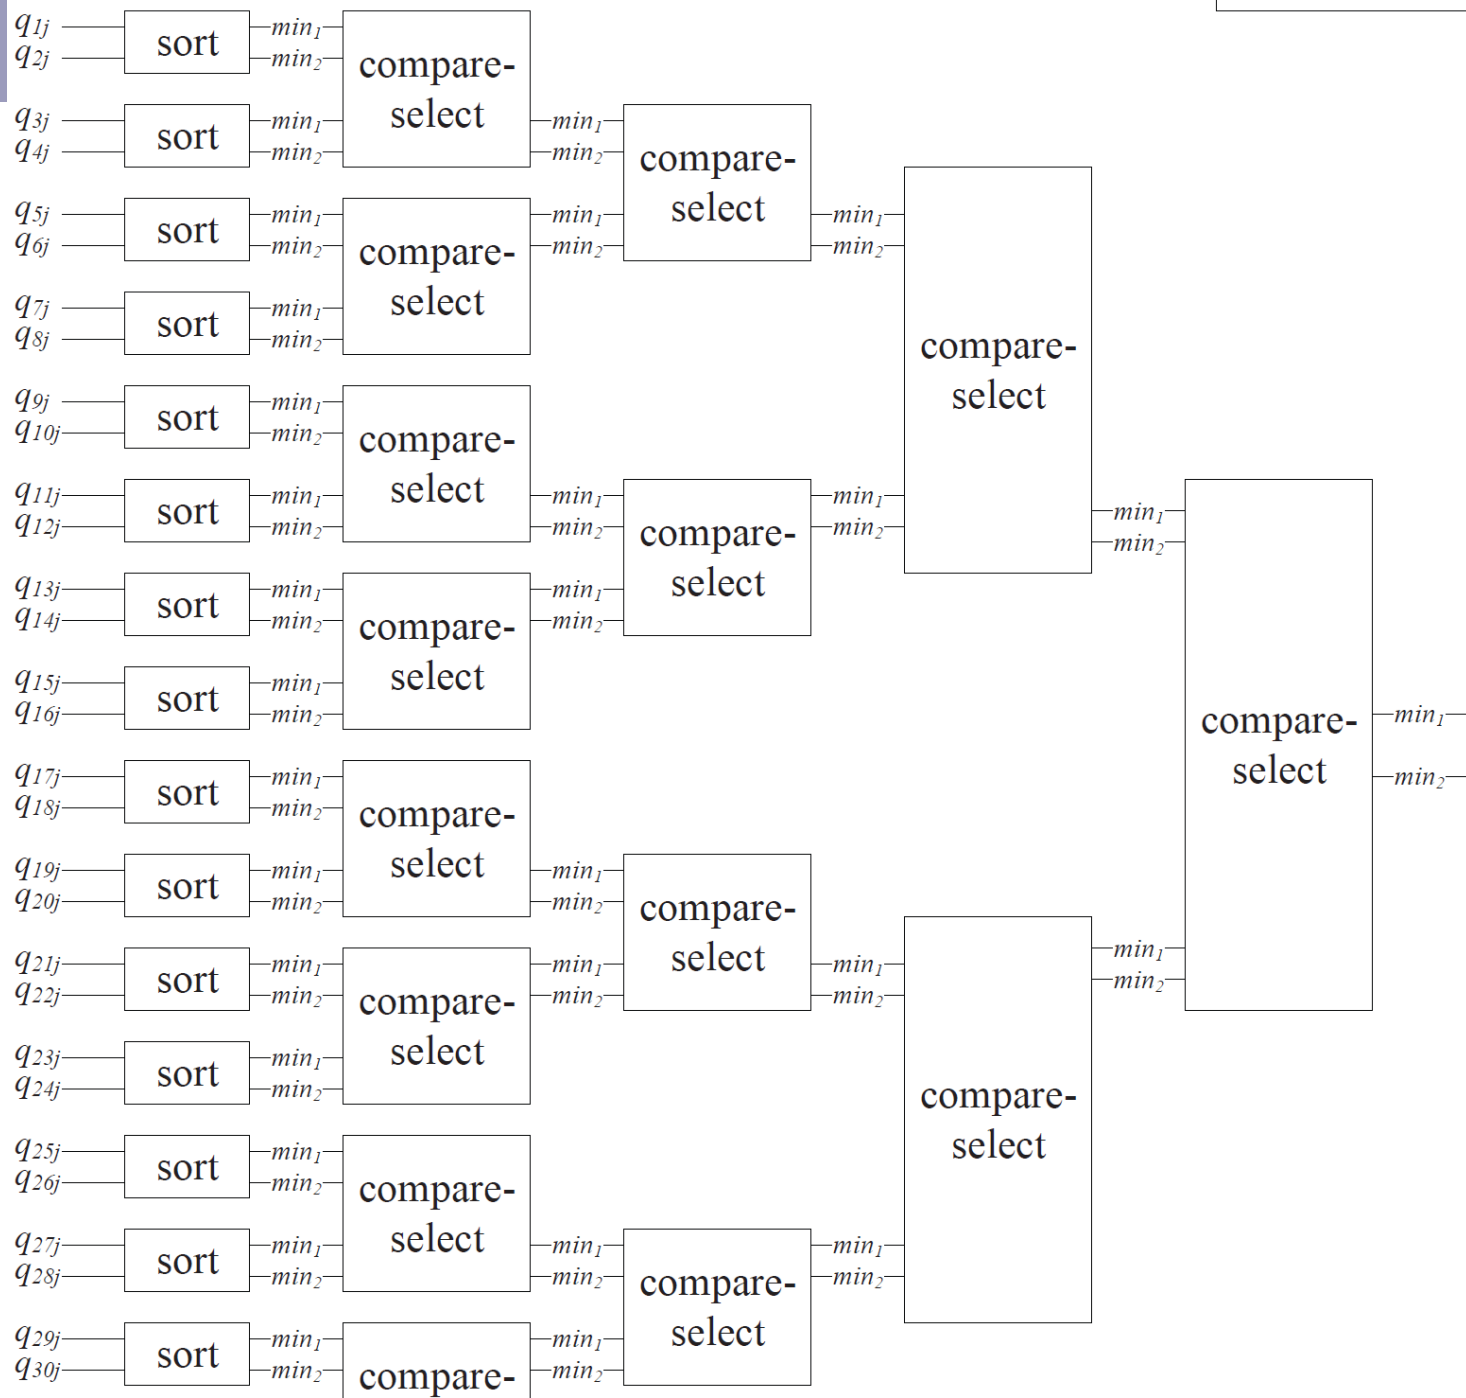 q1j
q2j
sort
min1
min2
q3j
q4j
sort
min1
min2
q5j
q6j
sort
min1
min2
q7j
q8j
sort
min1
min2
q9j
q10j
sort
min1
min2
q11j
q12j
sort
min1
min2
q13j
q14j
sort
min1
min2
q15j
q16j
sort
min1
min2
q17j
q18j
sort
min1
min2
q19j
q20j
sort
min1
min2
q21j
q22j
sort
min1
min2
q23j
q24j
sort
min1
min2
q25j
q26j
sort
min1
min2
q27j
q28j
sort
min1
min2
q29j
q30j
sort
min1
min2
compare-
select
min1
min2
compare-
select
min1
min2
compare-
select
min1
min2
compare-
select
min1
min2
compare-
select
min1
min2
compare-
select
min1
min2
compare-
select
min1
min2
compare-
min1
min2
compare-
select
min1
min2
compare-
select
min1
min2
compare-
select
min1
min2
compare-
select
min1
min2
compare-
select
min1
min2
compare-
select
min1
min2
compare-
select
min1
min2